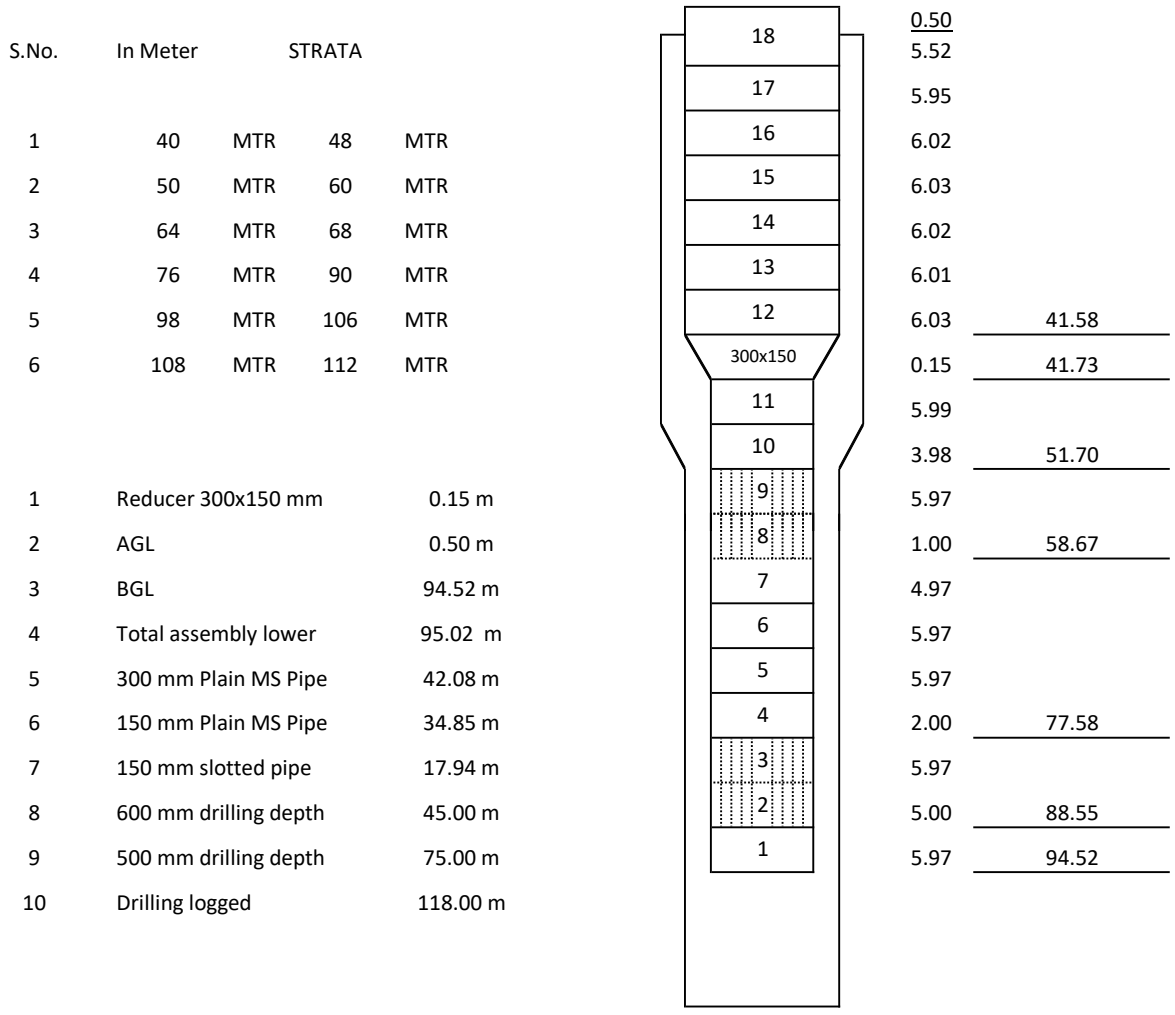 S.No. In Meter STRATA
1 40 MTR 48 MTR
2 50 MTR 60 MTR
3 64 MTR 68 MTR
4 76 MTR 90 MTR
5 98 MTR 106 MTR
6 108 MTR 112 MTR
1 Reducer 300x150 mm 0.15 m
2 AGL 0.50 m
3 BGL 94.52 m
4 Total assembly lower 95.02 m
5 300 mm Plain MS Pipe 42.08 m
6 150 mm Plain MS Pipe 34.85 m
7 150 mm slotted pipe 17.94 m
8 600 mm drilling depth 45.00 m
9 500 mm drilling depth 75.00 m
10 Drilling logged 118.00 m
0.50
18 5.52
17 5.95
16 6.02
15 6.03
14 6.02
13 6.01
12 6.03 41.58
300x150 0.15 41.73
11 5.99
10 3.98 51.70
9 5.97
8 1.00 58.67
7 4.97
6 5.97
5 5.97
4 2.00 77.58
3 5.97
2 5.00 88.55
1 5.97 94.52